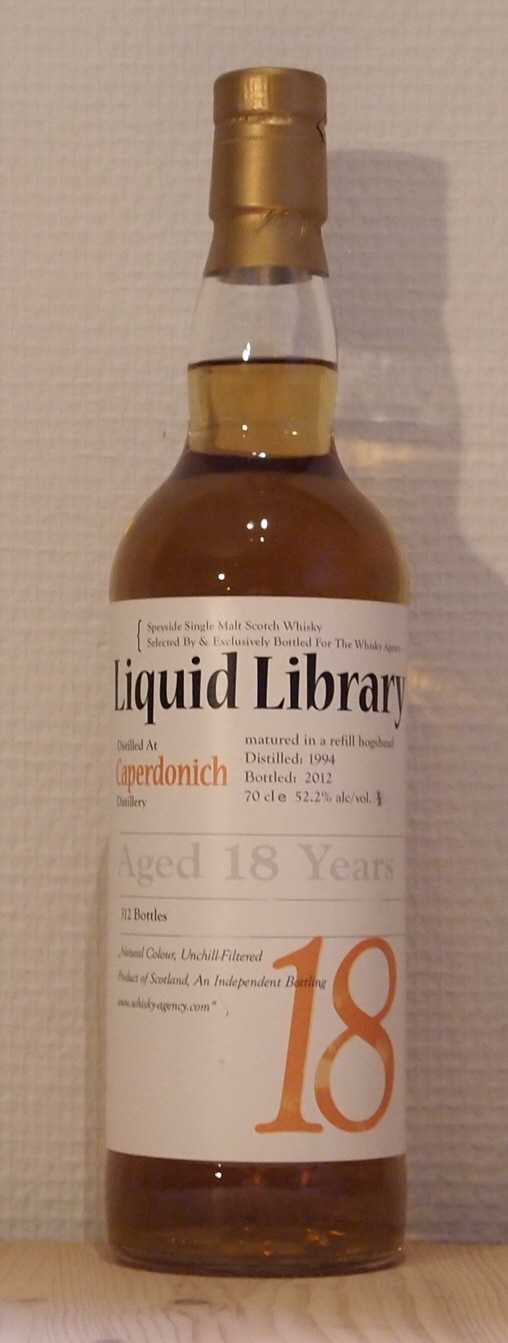 Speyside Single Malt Scotch Whisky
Selected By & Exclusively Bottled For The Whisky Agency
Liquid Library
Distilled At
Caperdonich
Distillery
matured in a refill hogshead
Distilled: 1994
Bottled: 2012
70 cl e 52.2% alc/vol.
Aged 18 Years
312 Bottles
Natural Colour, Unchill-Filtered
Product of Scotland, An Independent Bottling
www.whiskyagency.com"
18